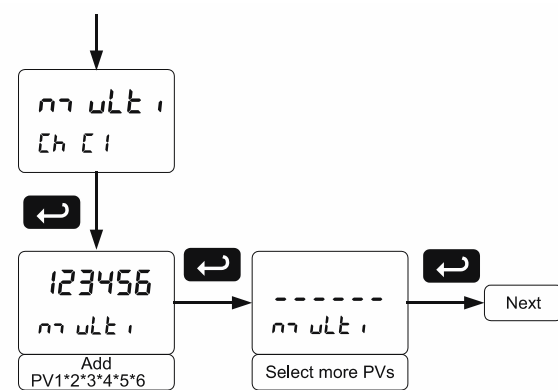 multi
Ch C1
123456
multi
Add
PV1*2*3*4*5*6
------
multi
Select more PVs
Next